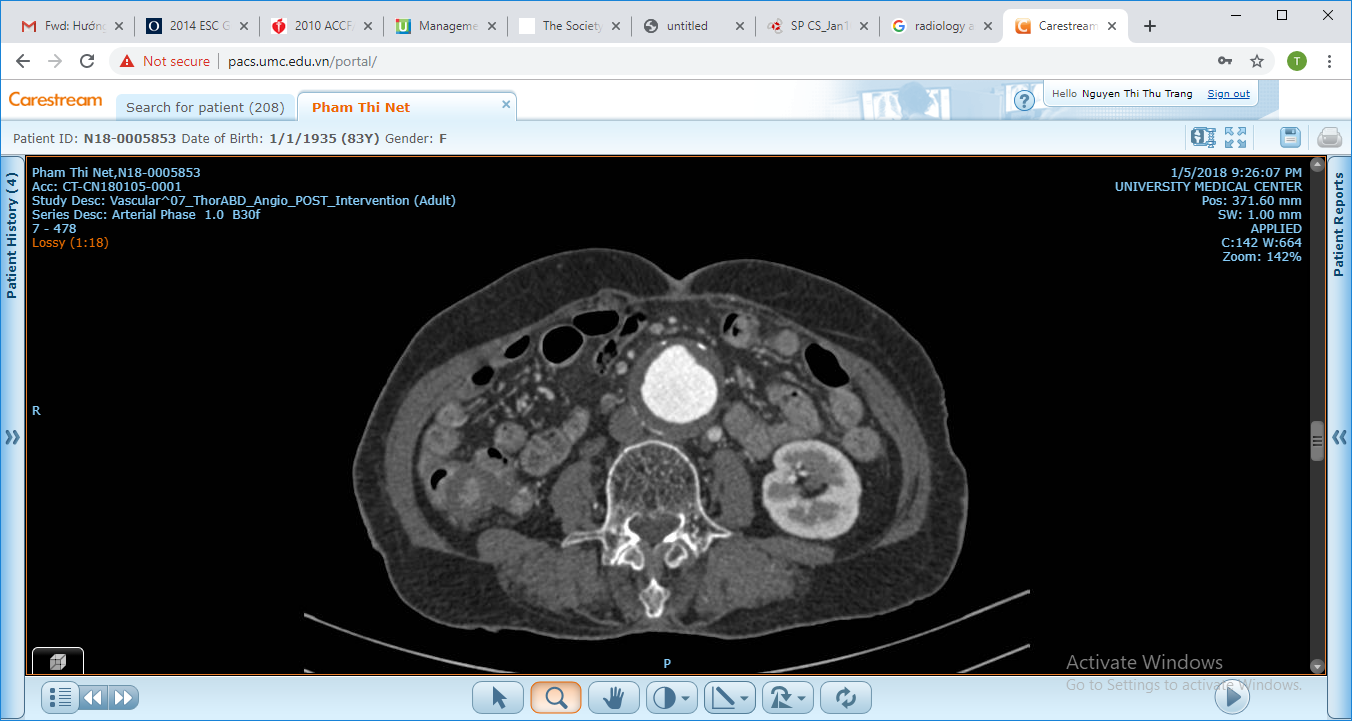 Fwd: Hướng
2014 ESC G
2010 ACCF
Manageme
The Society
untitled
SP CS_Jan1
radiology a
Carestream
Not secure
pacs.umc.edu.vn/portal/
T
Carestream
Search for patient (208)
Pham Thi Net
Hello Nguyen Thi Thu Trang Sign out
Patient ID: N18-0005853 Date of Birth: 1/1/1935 (83Y) Gender: F
Patient History (4)
Pham Thi Net,N18-0005853
Acc: CT-CN180105-0001
Study Desc: Vascular^07_ThorABD_Angio_POST_Intervention (Adult)
Series Desc: Arterial Phase 1.0 B30f
7 - 478
Lossy (1:18)
1/5/2018 9:26:07 PM
UNIVERSITY MEDICAL CENTER
Pos: 371.60 mm
SW: 1.00 mm
APPLIED
C:142 W:664
Zoom: 142%
Patient Reports
R
P
Activate Windows
Go to Settings to activate Windows.